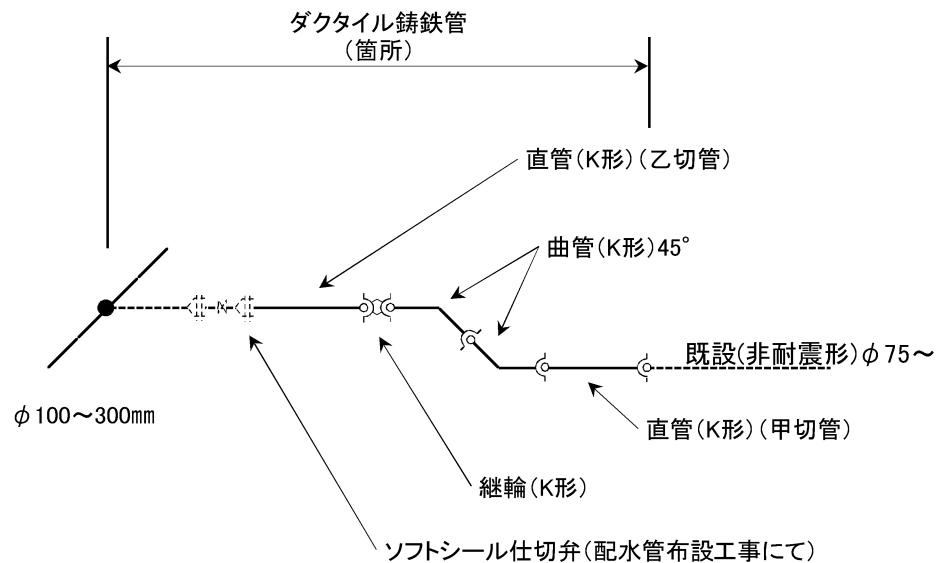 ダクタイル鋳鉄管
(箇所)
直管(K形)(乙切管)
曲管(K形)45°
既設(非耐震形)φ75～
φ100～300㎜
直管(K形)(甲切管)
継輪(K形)
ソフトシール仕切弁(配水管布設工事にて)